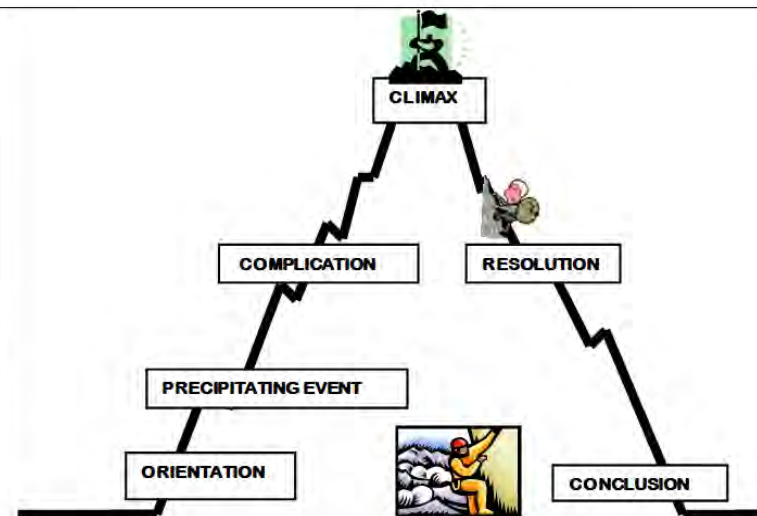 CLIMAX
COMPLICATION
RESOLUTION
PRECIPITATING EVENT
ORIENTATION
CONCLUSION